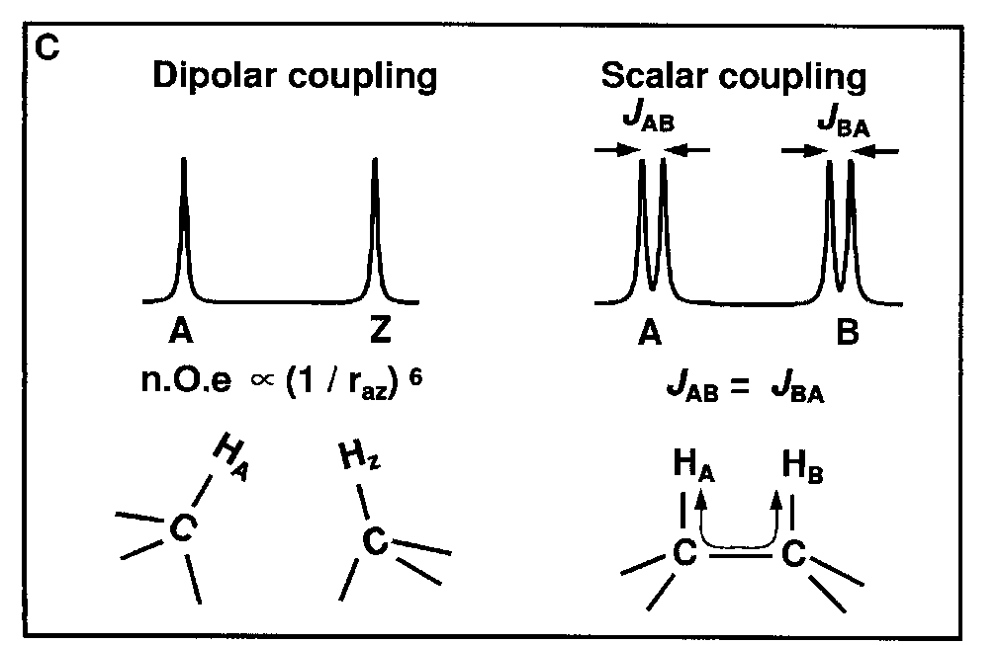 C
Dipolar coupling
A Z
n.O.e ∝ (1 / raz) 6
HA Hz
C C
Scalar coupling
JAB JBA
A B
JAB = JBA
HA HB
C C